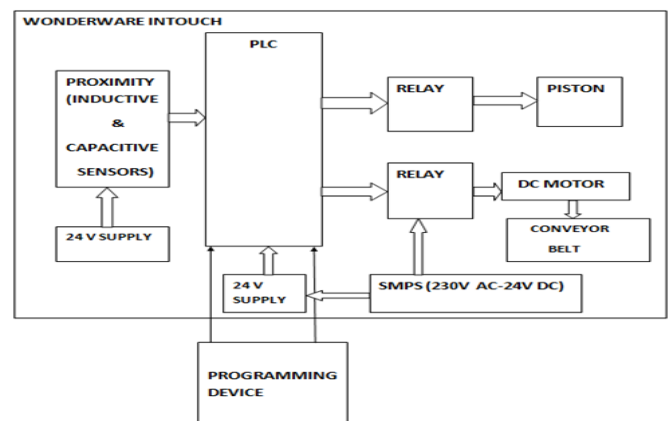 WONDERWARE INTOUCH
PLC
PROXIMITY
(INDUCTIVE
&
CAPACITIVE
SENSORS)
RELAY
PISTON
RELAY
DC MOTOR
24 V SUPPLY
CONVEYOR
BELT
24 V
SUPPLY
SMPS (230V AC-24V DC)
PROGRAMMING
DEVICE